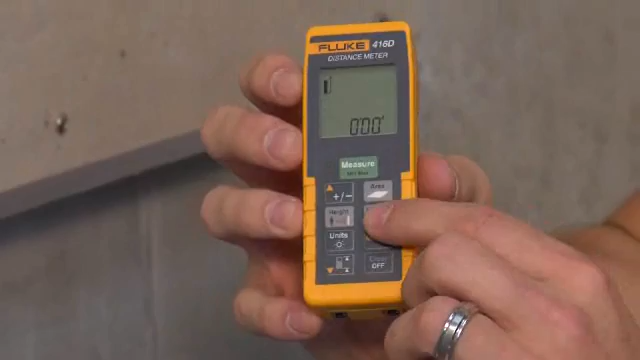 FLUKE 416D
DISTANCE METER
0'00"
Measure
+/−
Area
Height
Units
Clear
OFF